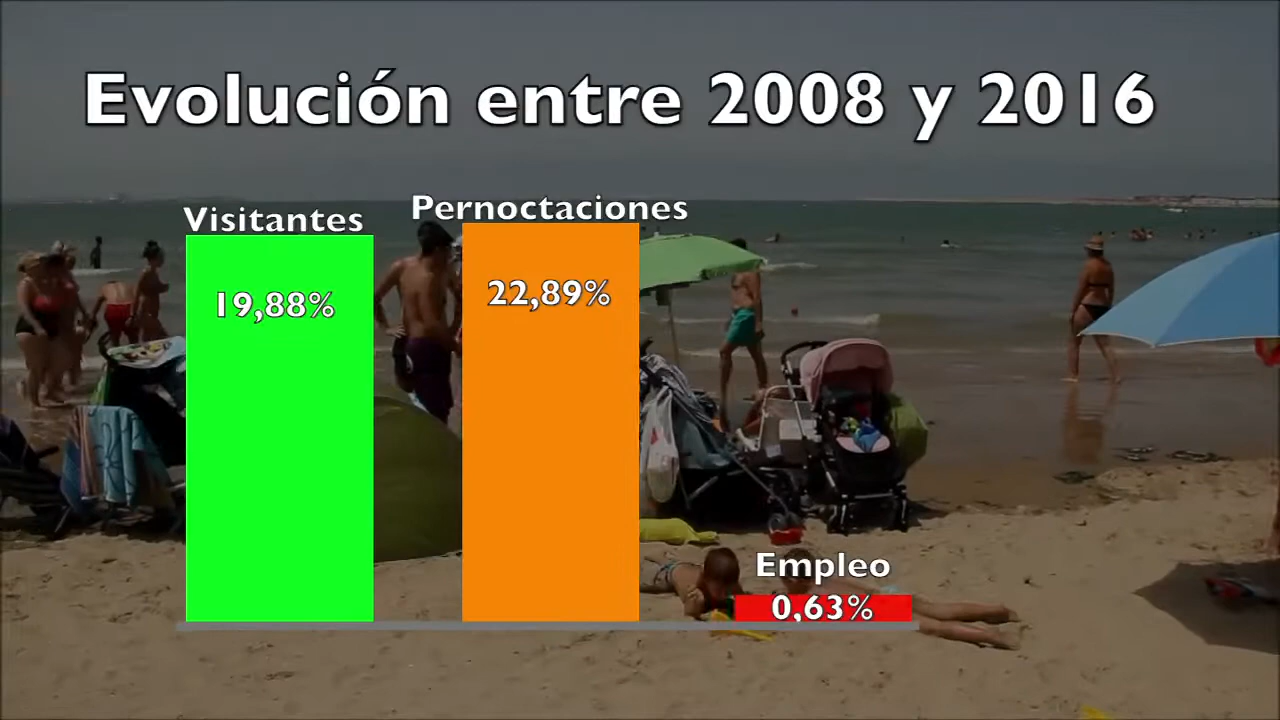 Evolución entre 2008 y 2016
Visitantes
19,88%
Pernoctaciones
22,89%
Empleo
0,63%